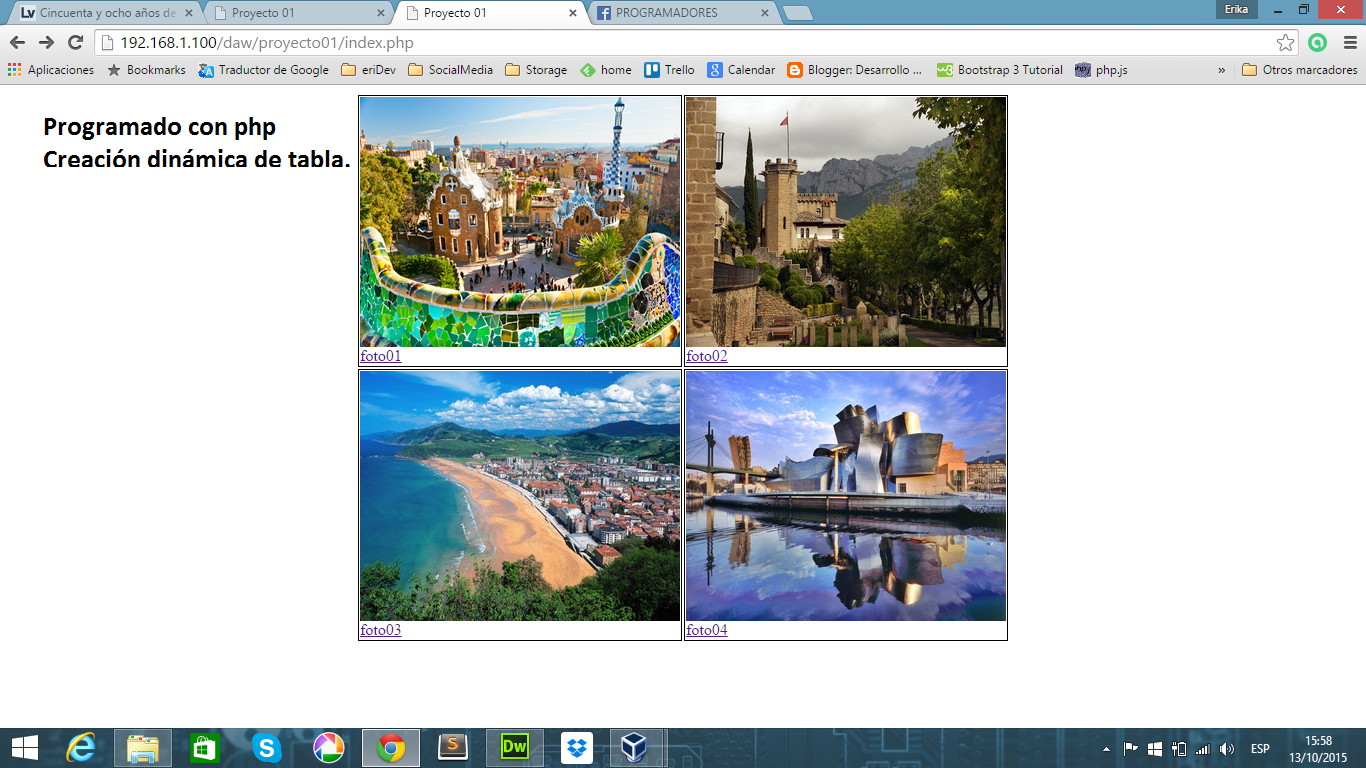 Cincuenta y ocho años de
Proyecto 01
Proyecto 01
PROGRAMADORES
Erika
192.168.1.100/daw/proyecto01/index.php
Aplicaciones
Bookmarks
Traductor de Google
eriDev
SocialMedia
Storage
home
Trello
Calendar
Blogger: Desarrollo ...
Bootstrap 3 Tutorial
php.js
»
Otros marcadores
Programado con php
Creación dinámica de tabla.
foto01
foto02
foto03
foto04
Dw
ESP
15:58
13/10/2015